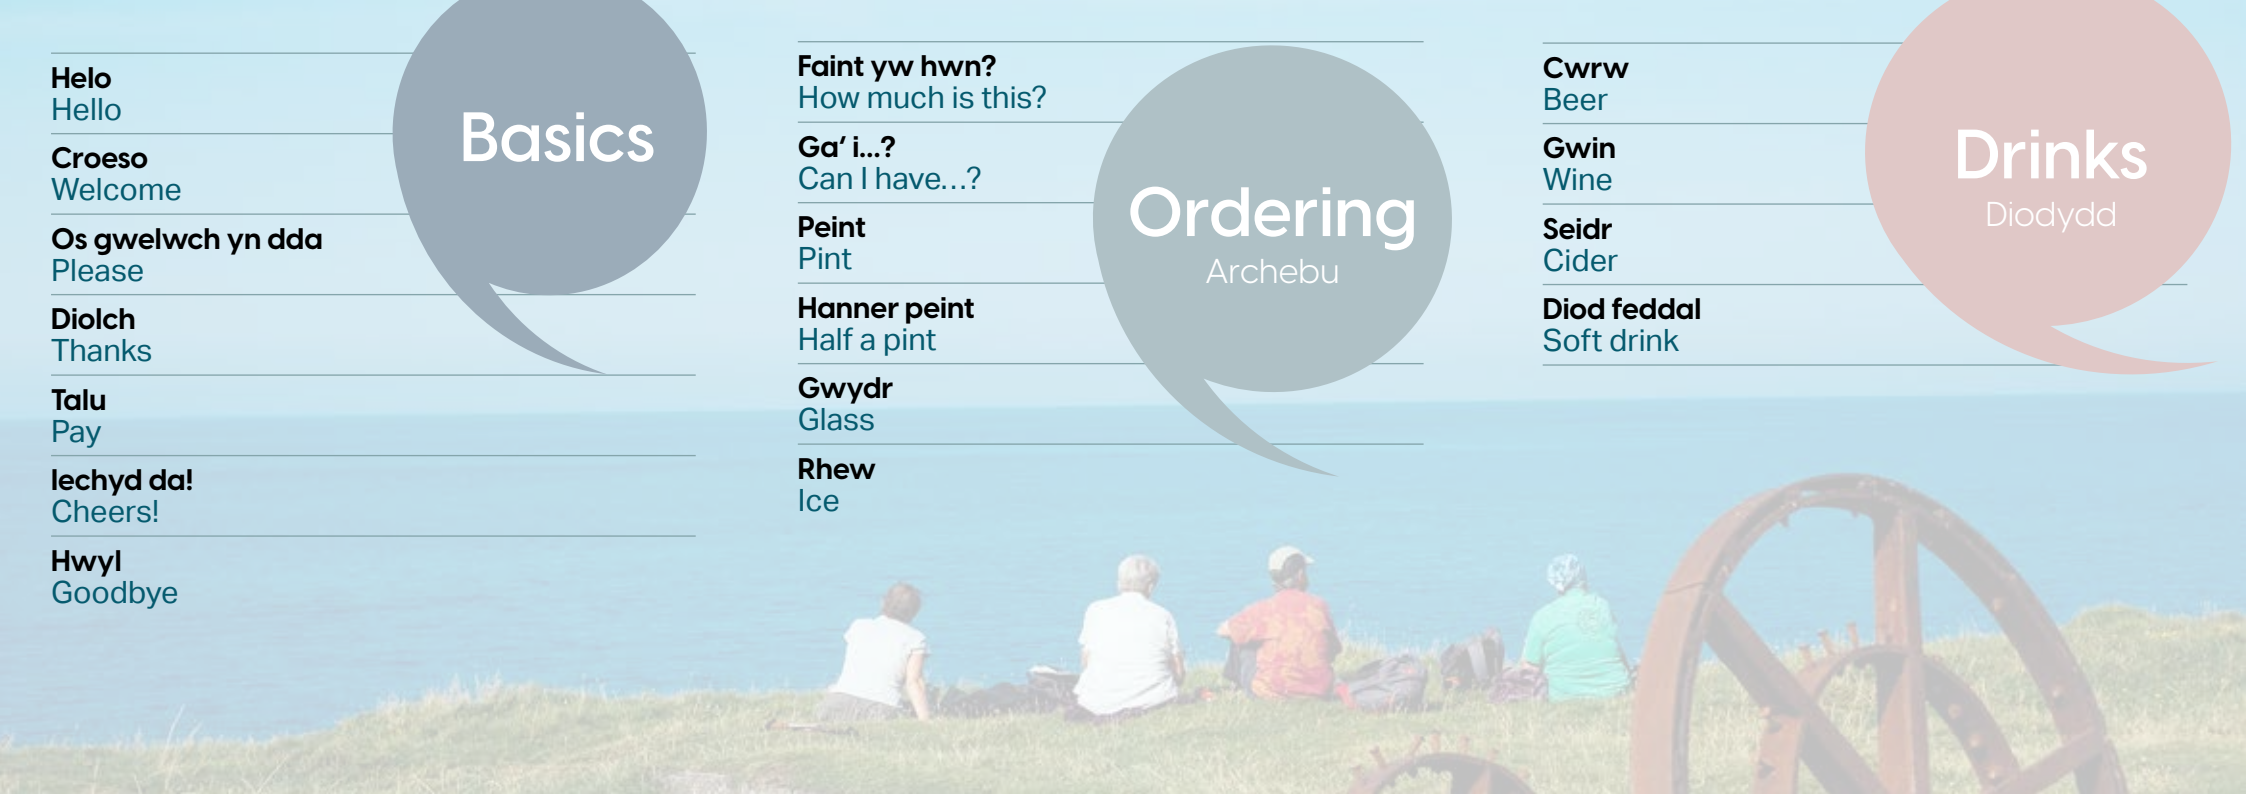 Basics
Helo
Hello
Croeso
Welcome
Os gwelwch yn dda
Please
Diolch
Thanks
Talu
Pay
Iechyd da!
Cheers!
Hwyl
Goodbye
Ordering
Archebu
Faint yw hwn?
How much is this?
Ga’ i...?
Can I have…?
Peint
Pint
Hanner peint
Half a pint
Gwydr
Glass
Rhew
Ice
Drinks
Diodydd
Cwrw
Beer
Gwin
Wine
Seidr
Cider
Diod feddal
Soft drink